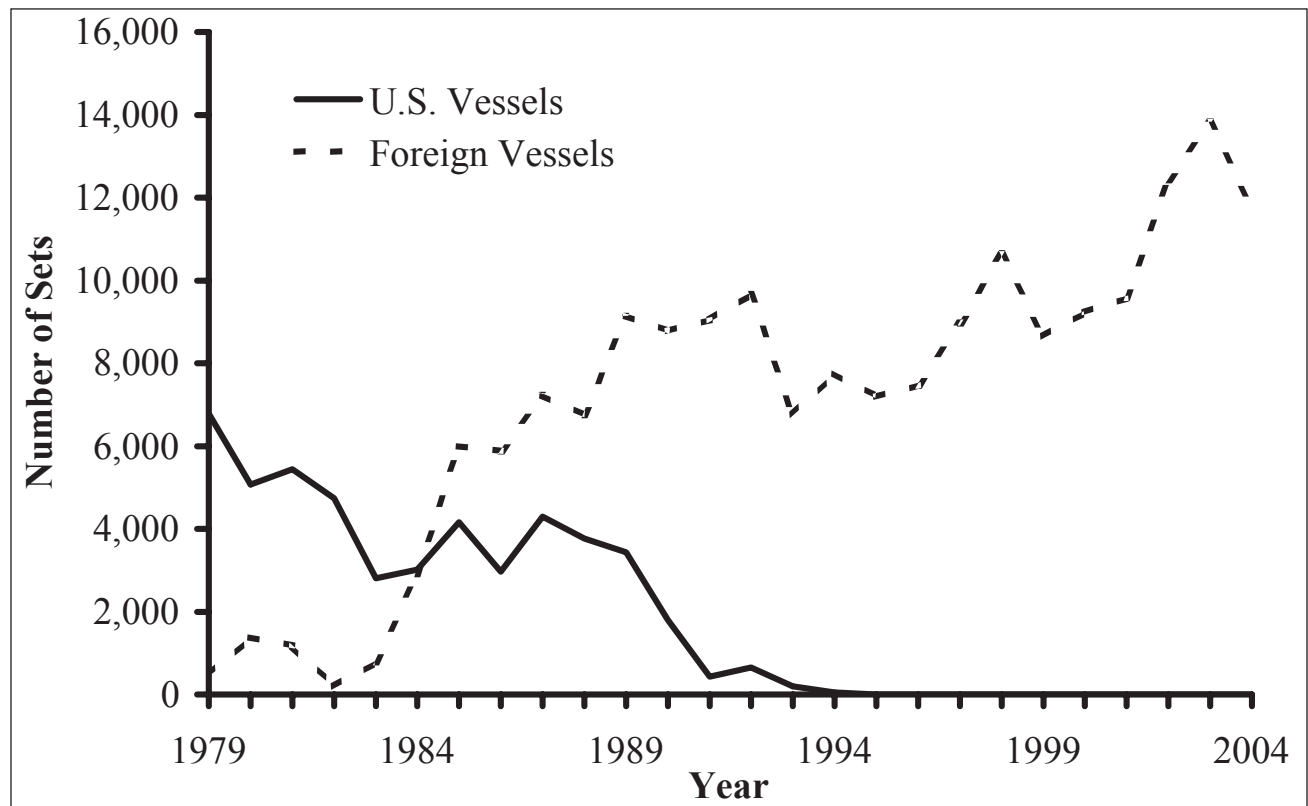 16,000
14,000
12,000
10,000
8,000
6,000
4,000
2,000
0
Number of Sets
U.S. Vessels
Foreign Vessels
1979 1984 1989 1994 1999 2004
Year